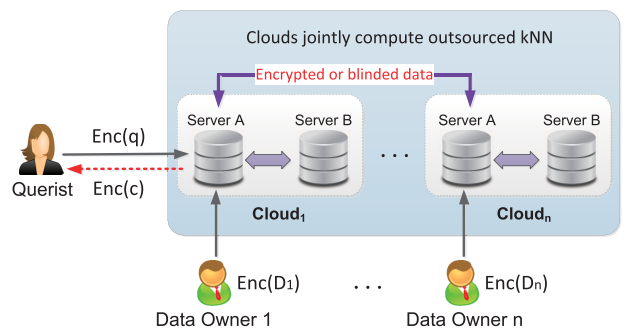 Clouds jointly compute outsourced kNN
Encrypted or blinded data
Server A
Server B
Server A
Server B
Enc(q)
. . .
Querist
Enc(c)
Cloud1
Cloudn
Enc(D1)
. . .
Enc(Dn)
Data Owner 1
Data Owner n